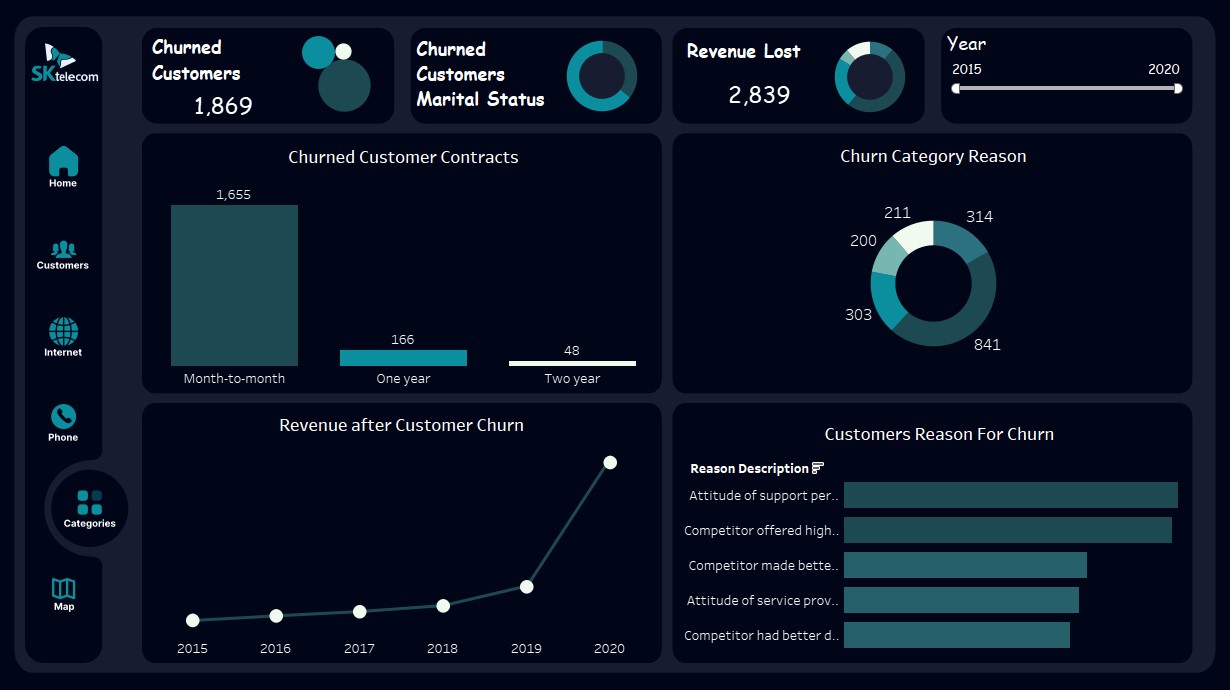 SKtelecom
Home
Customers
Internet
Phone
Categories
Map
Churned
Customers
1,869
Churned
Customers
Marital Status
Revenue Lost
2,839
Year
2015 2020
Churned Customer Contracts
1,655
166
48
Month-to-month One year Two year
Churn Category Reason
211 314
200
303
841
Revenue after Customer Churn
2015 2016 2017 2018 2019 2020
Customers Reason For Churn
Reason Description
Attitude of support per..
Competitor offered high..
Competitor made bette..
Attitude of service prov..
Competitor had better d..